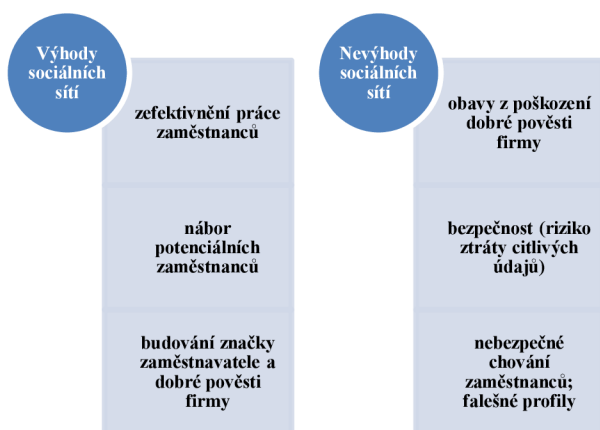 Výhody
sociálních
sítí
zefektivnění práce
zaměstnanců
nábor
potenciálních
zaměstnanců
budování značky
zaměstnavatele a
dobré pověsti
firmy
Nevýhody
sociálních
sítí
obavy z poškození
dobré pověsti
firmy
bezpečnost (riziko
ztráty citlivých
údajů)
nebezpečné
chování
zaměstnanců;
falešné profily